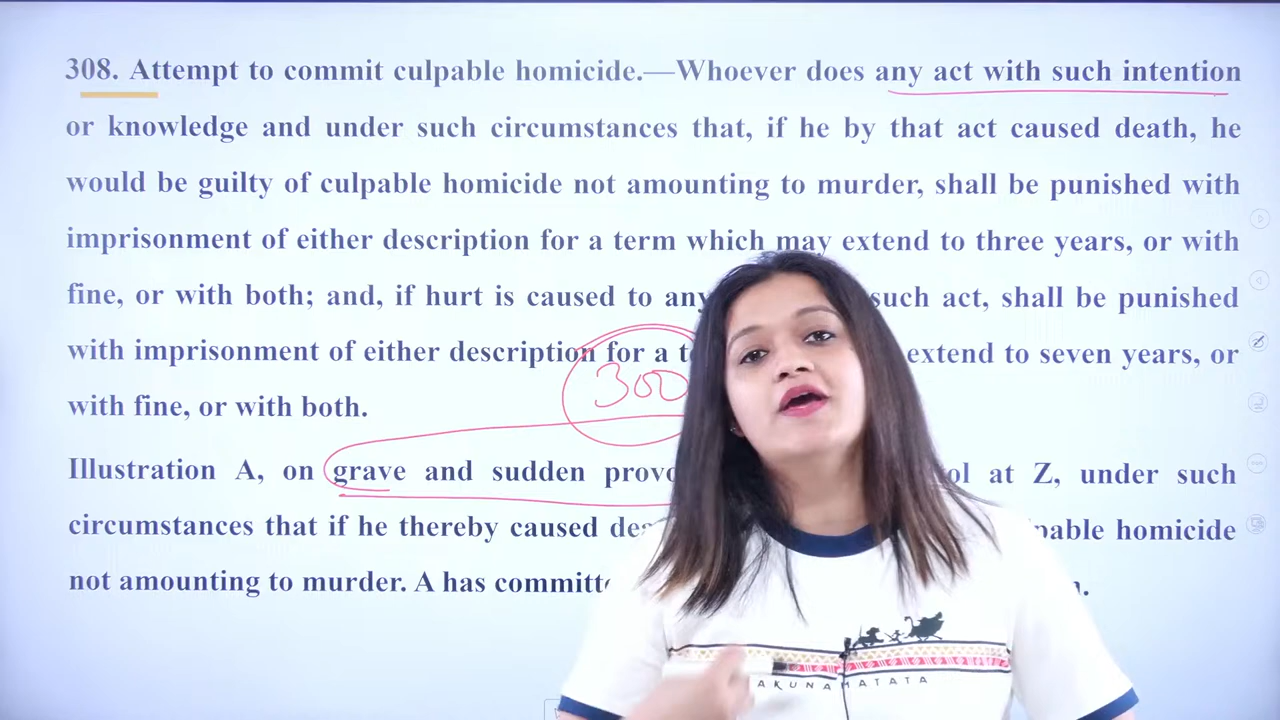 308. Attempt to commit culpable homicide.—Whoever does any act with such intention
or knowledge and under such circumstances that, if he by that act caused death, he
would be guilty of culpable homicide not amounting to murder, shall be punished with
imprisonment of either description for a term which may extend to three years, or with
fine, or with both; and, if hurt is caused to any such act, shall be punished
with imprisonment of either description for a extend to seven years, or
300
with fine, or with both.
Illustration A, on grave and sudden at Z, under such
circumstances that if he thereby caused homicide
not amounting to murder. A has
AKUNA MATATA